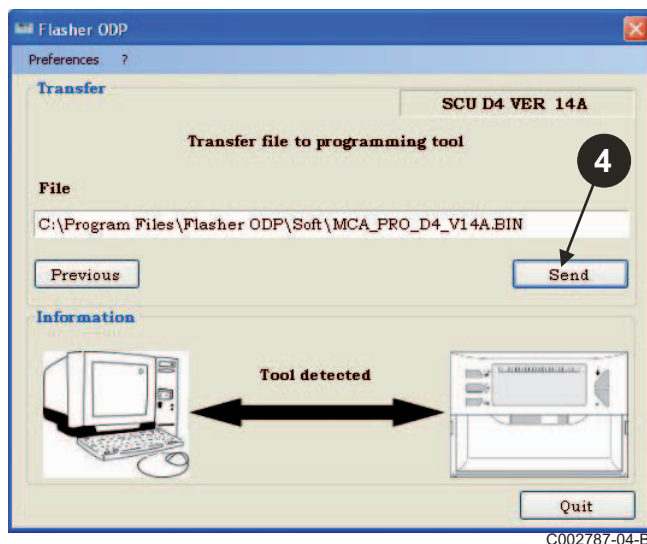 Flasher ODP
Preferences ?
Transfer
SCU D4 VER 14A
Transfer file to programming tool
4
File
C:\Program Files\Flasher ODP\Soft\MCA_PRO_D4_V14A.BIN
Previous Send
Information
Tool detected
Quit
C002787-04-B